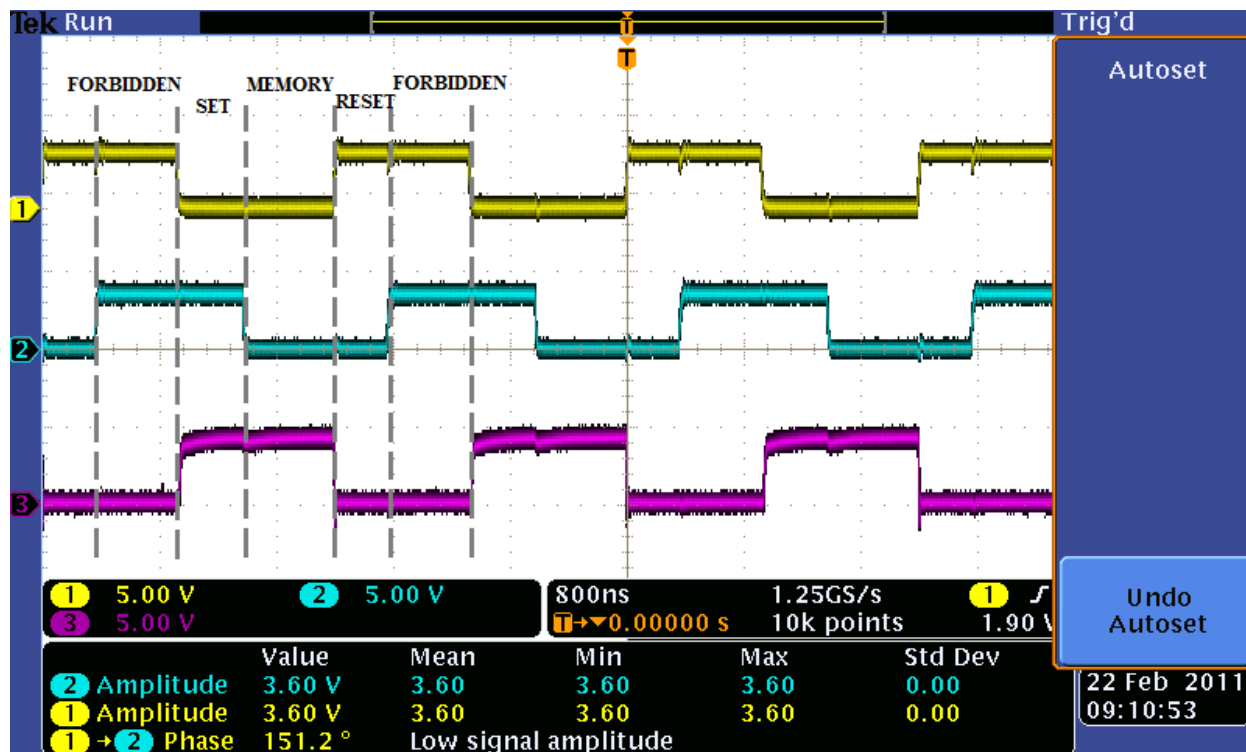 Tek Run Trig'd
T
T
Autoset
FORBIDDEN SET MEMORY RESET FORBIDDEN
1
2
3
1 5.00 V 2 5.00 V
3 5.00 V
800ns 1.25GS/s 1
T→▼0.00000 s 10k points 1.90 V
Undo
Autoset
Value Mean Min Max Std Dev
2 Amplitude 3.60 V 3.60 3.60 3.60 0.00
1 Amplitude 3.60 V 3.60 3.60 3.60 0.00
1 → 2 Phase 151.2 ° Low signal amplitude
22 Feb 2011
09:10:53